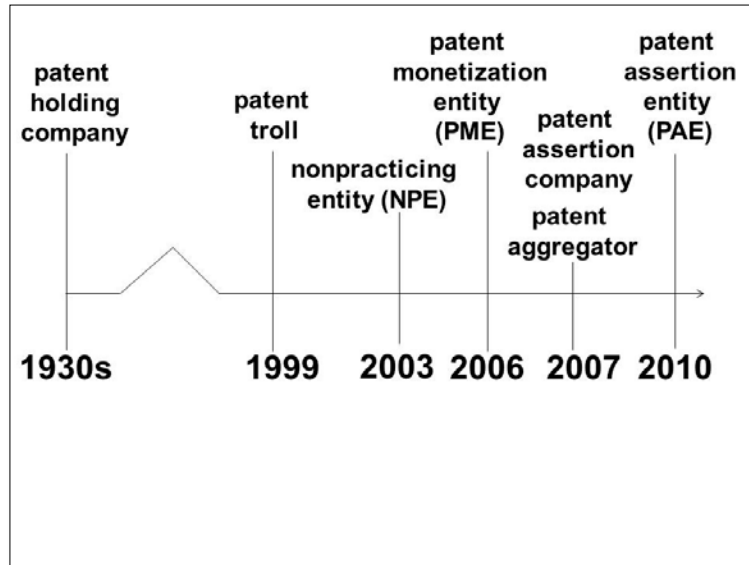 patent
holding
company
patent
troll
nonpracticing
entity (NPE)
patent
monetization
entity
(PME)
patent
assertion
company
patent
aggregator
patent
assertion
entity
(PAE)
1930s
1999
2003
2006
2007
2010